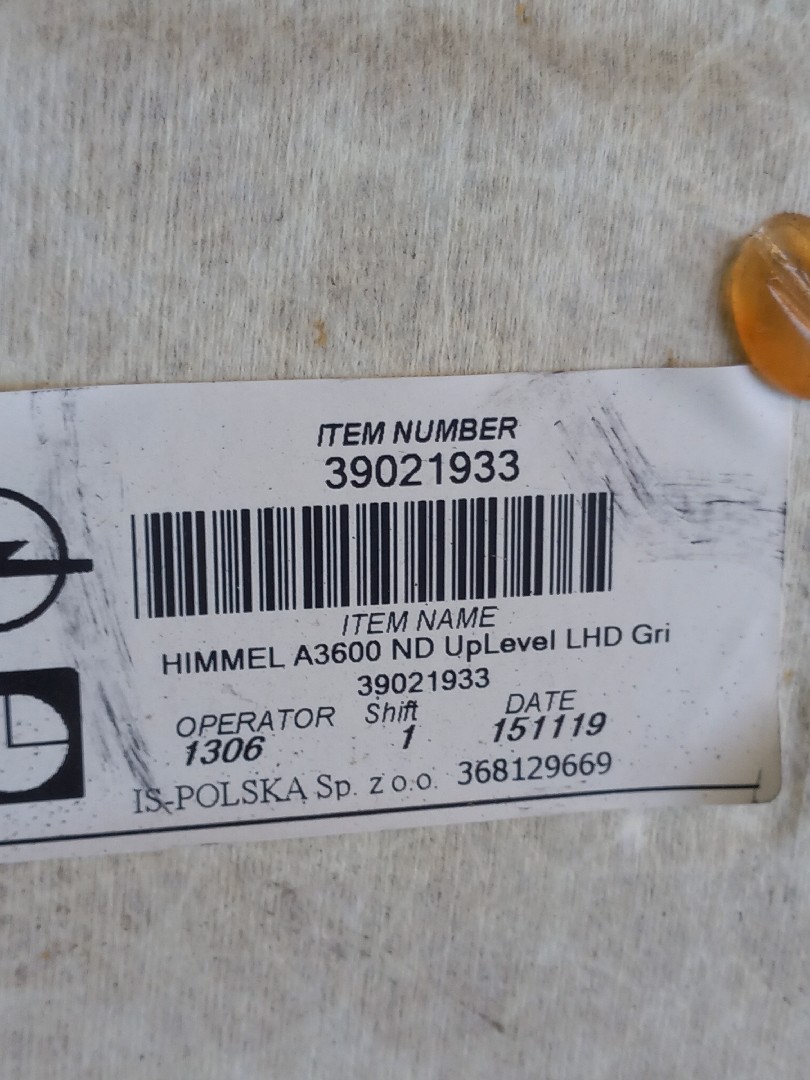 ITEM NUMBER
39021933
ITEM NAME
HIMMEL A3600 ND UpLevel LHD Gri
39021933
OPERATOR Shift DATE
1306 1 151119
IS-POLSKA Sp. z o.o. 368129669